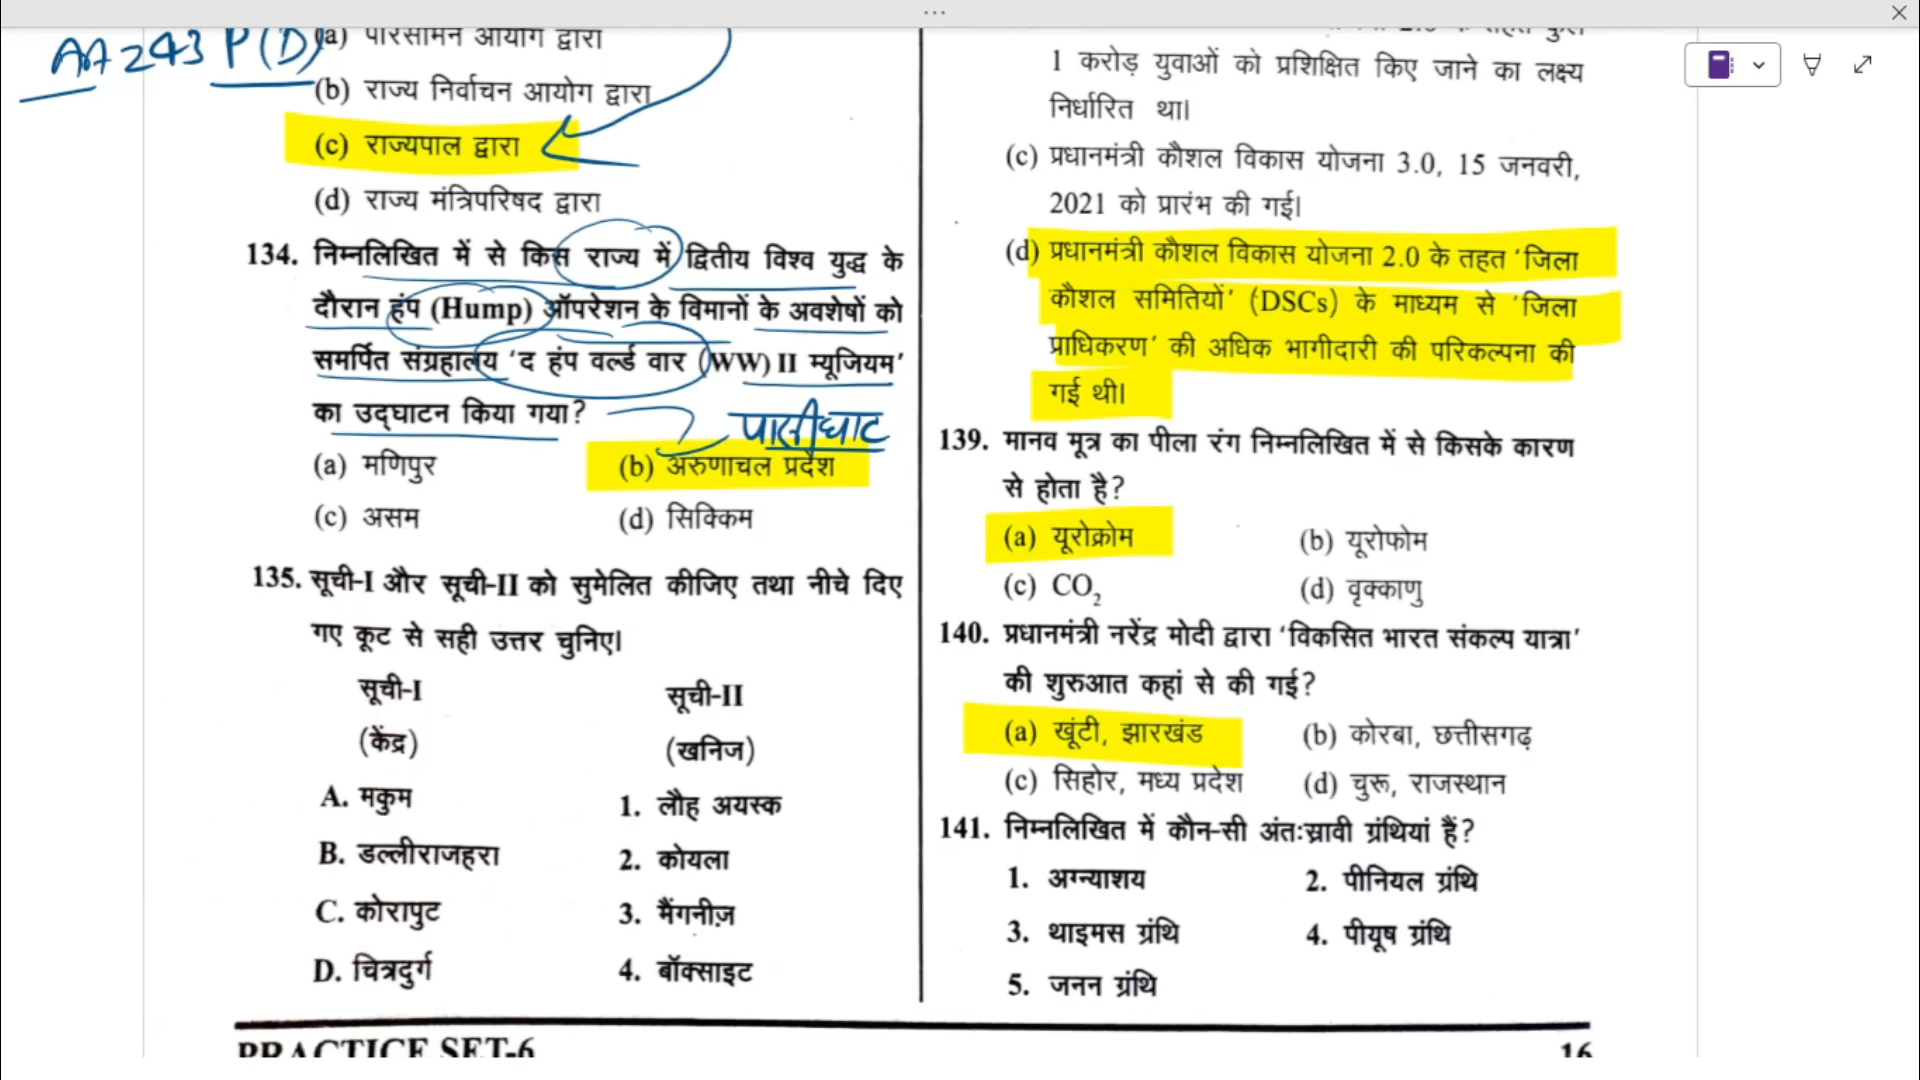 AA 243 P(D)
(a) परिसीमन आयोग द्वारा
(b) राज्य निर्वाचन आयोग द्वारा
(c) राज्यपाल द्वारा
(d) राज्य मंत्रिपरिषद द्वारा
134. निम्नलिखित में से किस राज्य में द्वितीय विश्व युद्ध के
दौरान हंप (Hump) ऑपरेशन के विमानों के अवशेषों को
समर्पित संग्रहालय 'द हंप वर्ल्ड वार (WW) II म्यूजियम'
का उद्घाटन किया गया?
पासीघाट
(a) मणिपुर (b) अरुणाचल प्रदेश
(c) असम (d) सिक्किम
135. सूची-I और सूची-II को सुमेलित कीजिए तथा नीचे दिए
गए कूट से सही उत्तर चुनिए।
सूची-I सूची-II
(केंद्र) (खनिज)
A. मकुम 1. लौह अयस्क
B. डल्लीराजहरा 2. कोयला
C. कोरापुट 3. मैंगनीज़
D. चित्रदुर्ग 4. बॉक्साइट
1 करोड़ युवाओं को प्रशिक्षित किए जाने का लक्ष्य
निर्धारित था।
(c) प्रधानमंत्री कौशल विकास योजना 3.0, 15 जनवरी,
2021 को प्रारंभ की गई।
(d) प्रधानमंत्री कौशल विकास योजना 2.0 के तहत 'जिला
कौशल समितियों' (DSCs) के माध्यम से 'जिला
प्राधिकरण' की अधिक भागीदारी की परिकल्पना की
गई थी।
139. मानव मूत्र का पीला रंग निम्नलिखित में से किसके कारण
से होता है?
(a) यूरोक्रोम (b) यूरोफोम
(c) CO₂ (d) वृक्काणु
140. प्रधानमंत्री नरेंद्र मोदी द्वारा 'विकसित भारत संकल्प यात्रा'
की शुरुआत कहां से की गई?
(a) खूंटी, झारखंड (b) कोरबा, छत्तीसगढ़
(c) सिहोर, मध्य प्रदेश (d) चुरू, राजस्थान
141. निम्नलिखित में कौन-सी अंतःस्रावी ग्रंथियां हैं?
1. अग्न्याशय 2. पीनियल ग्रंथि
3. थाइमस ग्रंथि 4. पीयूष ग्रंथि
5. जनन ग्रंथि
PRACTICE SET-6 16